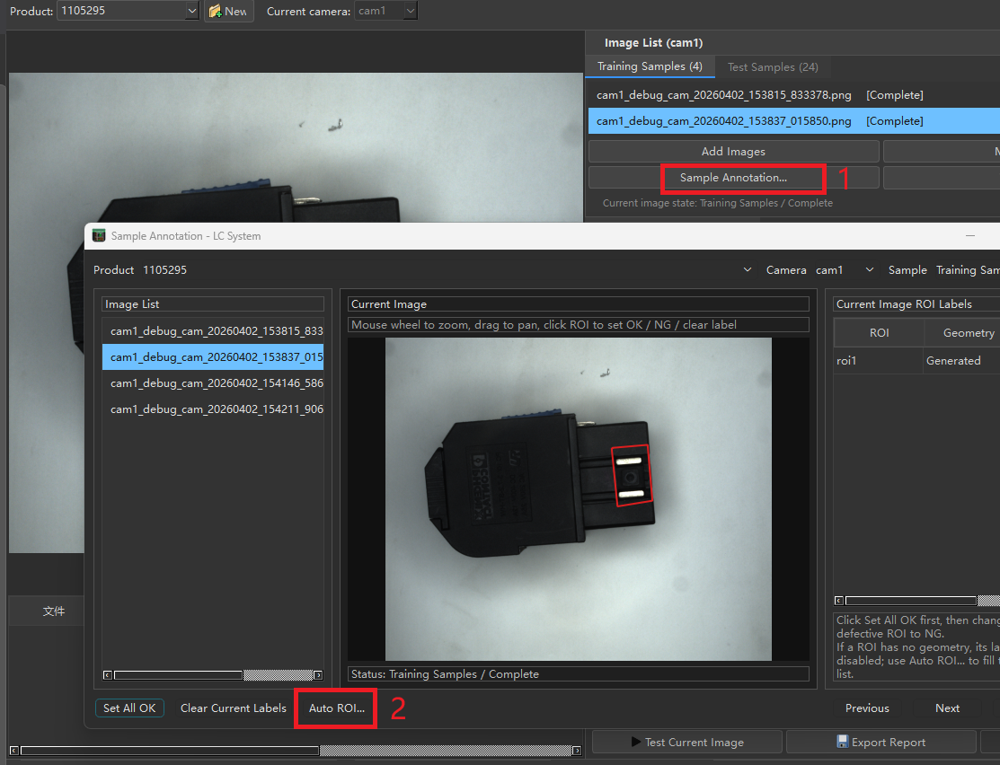 Product: 1105295 New Current camera: cam1
Image List (cam1)
Training Samples (4) Test Samples (24)
cam1_debug_cam_20260402_153815_833378.png [Complete]
cam1_debug_cam_20260402_153837_015850.png [Complete]
Add Images
Sample Annotation... 1
Current image state: Training Samples / Complete
Sample Annotation - LC System
Product 1105295 Camera cam1 Sample Training Sam
Image List
cam1_debug_cam_20260402_153815_833
cam1_debug_cam_20260402_153837_015
cam1_debug_cam_20260402_154146_586
cam1_debug_cam_20260402_154211_906
Current Image
Mouse wheel to zoom, drag to pan, click ROI to set OK / NG / clear label
Status: Training Samples / Complete
Current Image ROI Labels
ROI Geometry
roi1 Generated
Click Set All OK first, then chang
defective ROI to NG.
If a ROI has no geometry, its la
disabled; use Auto ROI... to fill t
list.
文件
Set All OK Clear Current Labels Auto ROI... 2 Previous Next
Test Current Image Export Report